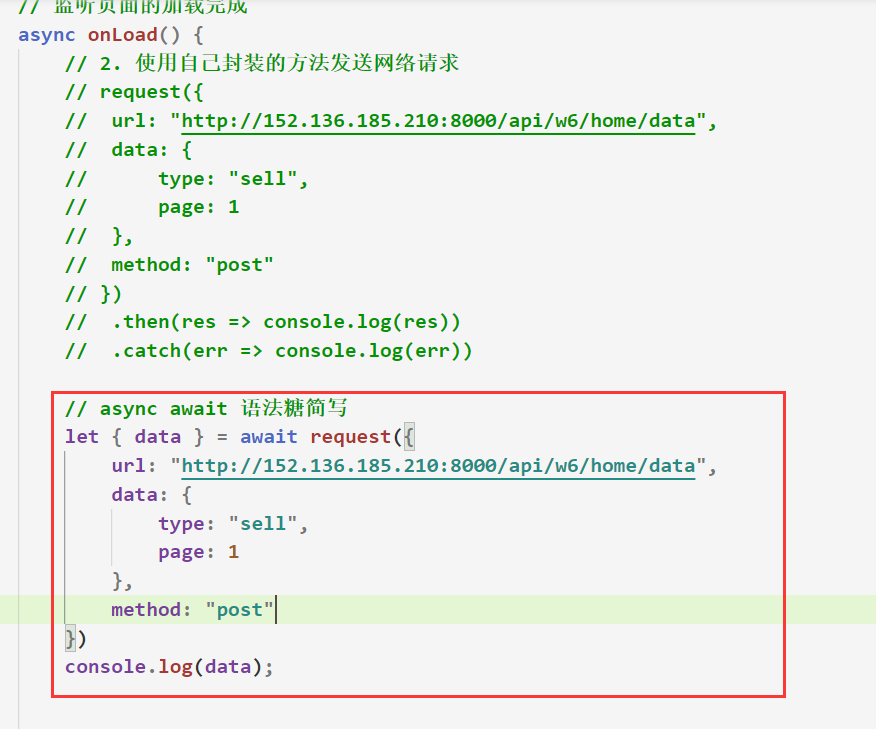 // 监听页面的加载完成
async onLoad() {
// 2. 使用自己封装的方法发送网络请求
// request({
// url: "http://152.136.185.210:8000/api/w6/home/data",
// data: {
// type: "sell",
// page: 1
// },
// method: "post"
// })
// .then(res => console.log(res))
// .catch(err => console.log(err))
// async await 语法糖简写
let { data } = await request({
url: "http://152.136.185.210:8000/api/w6/home/data",
data: {
type: "sell",
page: 1
},
method: "post"
})
console.log(data);